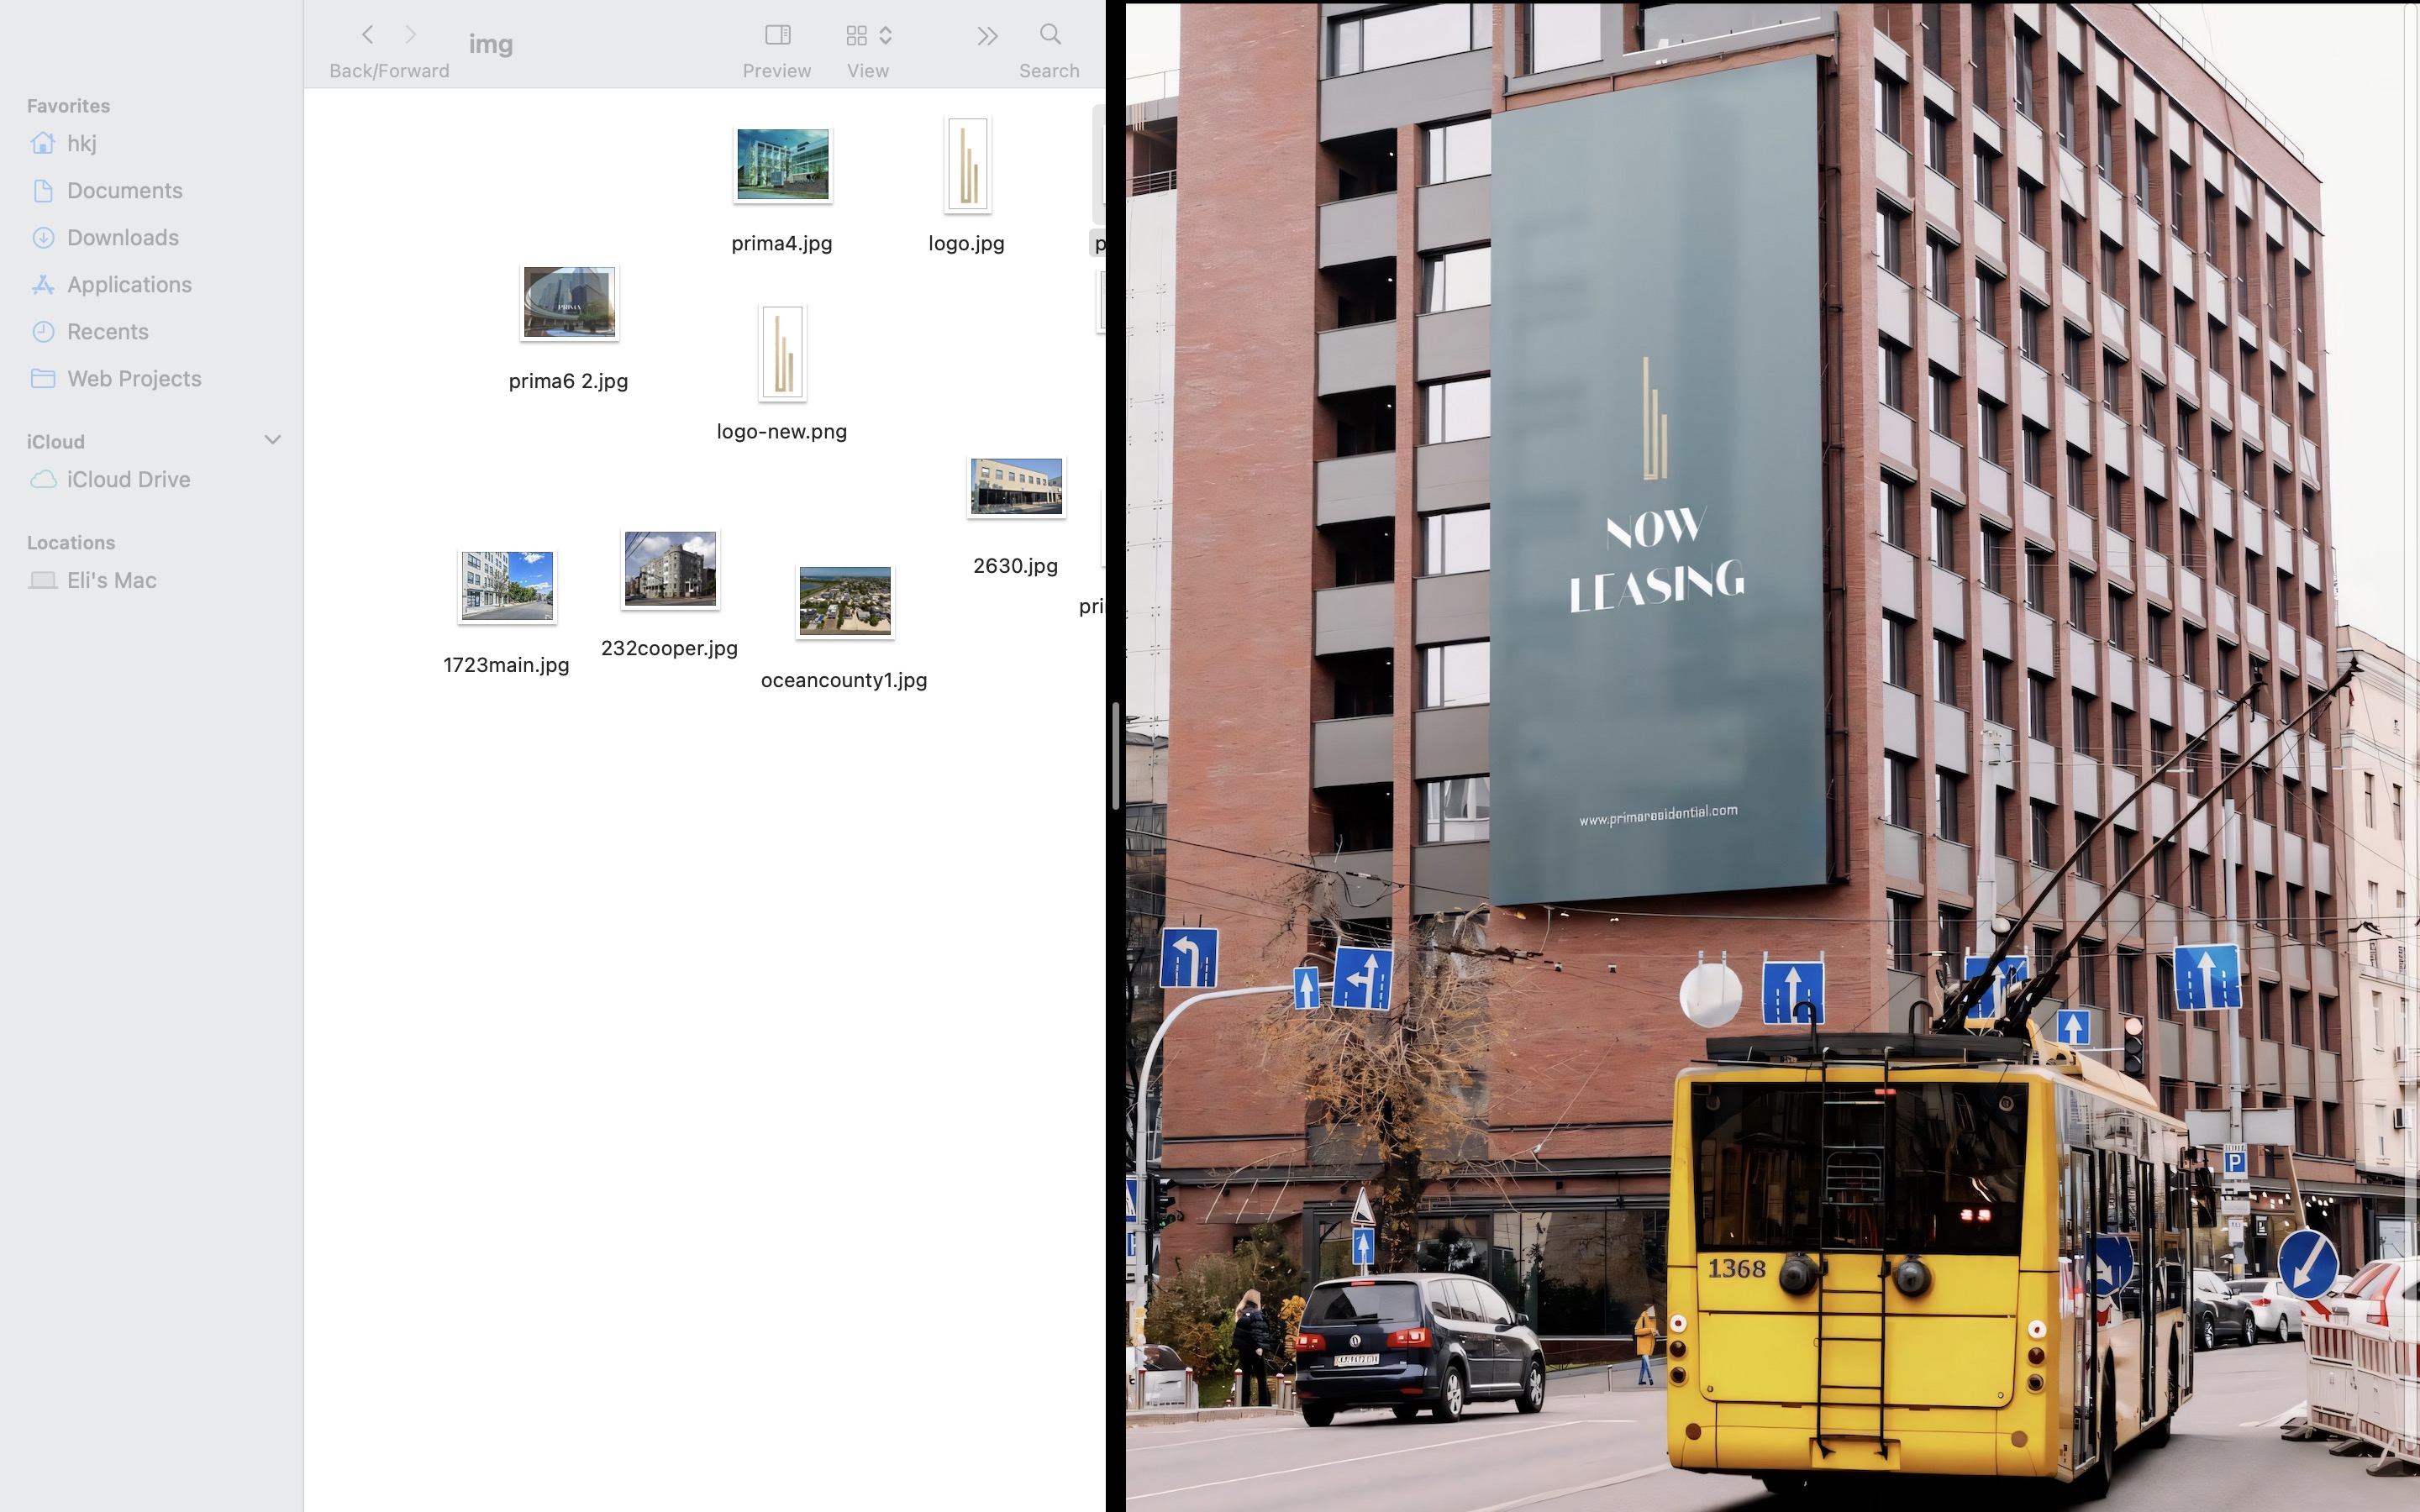 img
Back/Forward
Preview
View
Search
Favorites
hkj
Documents
Downloads
Applications
Recents
Web Projects
iCloud
iCloud Drive
Locations
Eli's Mac
prima4.jpg
logo.jpg
prima6 2.jpg
logo-new.png
2630.jpg
1723main.jpg
232cooper.jpg
oceancounty1.jpg
pri
NOW
LEASING
www.primaresidential.com
P
1368